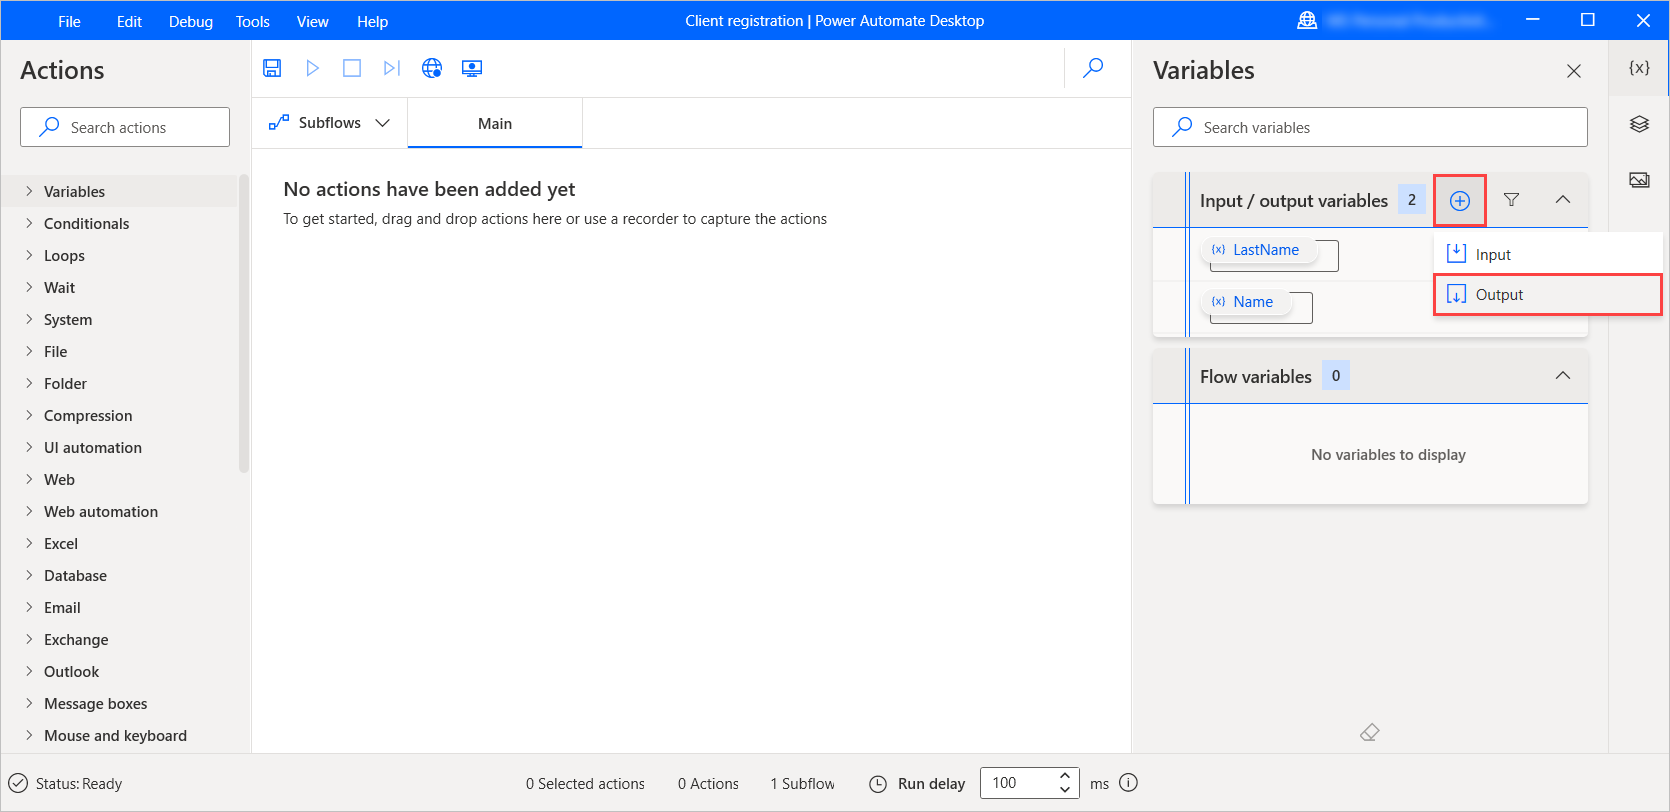 File Edit Debug Tools View Help
Client registration | Power Automate Desktop
Actions
Search actions
Variables
Conditionals
Loops
Wait
System
File
Folder
Compression
UI automation
Web
Web automation
Excel
Database
Email
Exchange
Outlook
Message boxes
Mouse and keyboard
Subflows
Main
No actions have been added yet
To get started, drag and drop actions here or use a recorder to capture the actions
Variables
{x}
Search variables
Input / output variables 2
{x} LastName
{x} Name
Input
Output
Flow variables 0
No variables to display
Status: Ready
0 Selected actions
0 Actions
1 Subflow
Run delay
100
ms